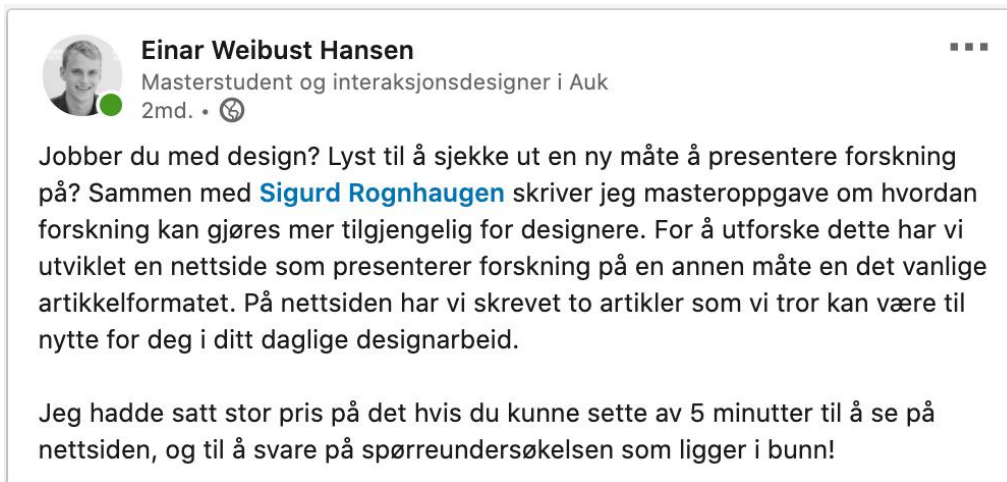 Einar Weibust Hansen
Masterstudent og interaksjonsdesigner i Auk
2md. •
Jobber du med design? Lyst til å sjekke ut en ny måte å presentere forskning
på? Sammen med Sigurd Rognhaugen skriver jeg masteroppgave om hvordan
forskning kan gjøres mer tilgjengelig for designere. For å utforske dette har vi
utviklet en nettside som presenterer forskning på en annen måte en det vanlige
artikkelformatet. På nettsiden har vi skrevet to artikler som vi tror kan være til
nytte for deg i ditt daglige designarbeid.
Jeg hadde satt stor pris på det hvis du kunne sette av 5 minutter til å se på
nettsiden, og til å svare på spørreundersøkelsen som ligger i bunn!